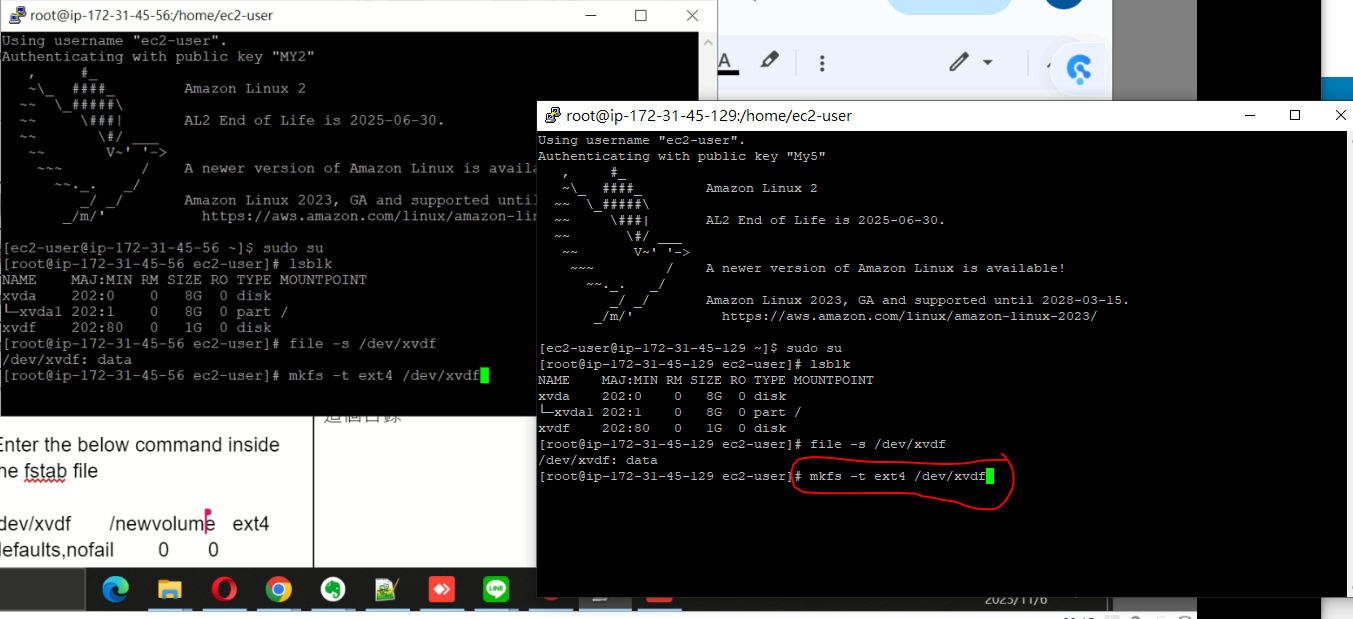 root@ip-172-31-45-56:/home/ec2-user
Using username "ec2-user".
Authenticating with public key "MY2"
   ,     #_
   ~\_  ####_        Amazon Linux 2
  ~~  \_#####\
  ~~     \###|       AL2 End of Life is 2025-06-30.
  ~~       \#/ ___
   ~~       V~' '->
    ~~~         /    A newer version of Amazon Linux is availa
      ~~._.   _/
         _/ _/       Amazon Linux 2023, GA and supported until
       _/m/'           https://aws.amazon.com/linux/amazon-lin
[ec2-user@ip-172-31-45-56 ~]$ sudo su
[root@ip-172-31-45-56 ec2-user]# lsblk
NAME    MAJ:MIN RM SIZE RO TYPE MOUNTPOINT
xvda    202:0    0   8G  0 disk
└─xvda1 202:1    0   8G  0 part /
xvdf    202:80   0   1G  0 disk
[root@ip-172-31-45-56 ec2-user]# file -s /dev/xvdf
/dev/xvdf: data
[root@ip-172-31-45-56 ec2-user]# mkfs -t ext4 /dev/xvdf
A
root@ip-172-31-45-129:/home/ec2-user
Using username "ec2-user".
Authenticating with public key "My5"
   ,     #_
   ~\_  ####_        Amazon Linux 2
  ~~  \_#####\
  ~~     \###|       AL2 End of Life is 2025-06-30.
  ~~       \#/ ___
   ~~       V~' '->
    ~~~         /    A newer version of Amazon Linux is available!
      ~~._.   _/
         _/ _/       Amazon Linux 2023, GA and supported until 2028-03-15.
       _/m/'           https://aws.amazon.com/linux/amazon-linux-2023/
[ec2-user@ip-172-31-45-129 ~]$ sudo su
[root@ip-172-31-45-129 ec2-user]# lsblk
NAME    MAJ:MIN RM SIZE RO TYPE MOUNTPOINT
xvda    202:0    0   8G  0 disk
└─xvda1 202:1    0   8G  0 part /
xvdf    202:80   0   1G  0 disk
[root@ip-172-31-45-129 ec2-user]# file -s /dev/xvdf
/dev/xvdf: data
[root@ip-172-31-45-129 ec2-user]# mkfs -t ext4 /dev/xvdf
這個目錄
Enter the below command inside
he fstab file
dev/xvdf /newvolume ext4
defaults,nofail 0 0
LINE
2023/11/6